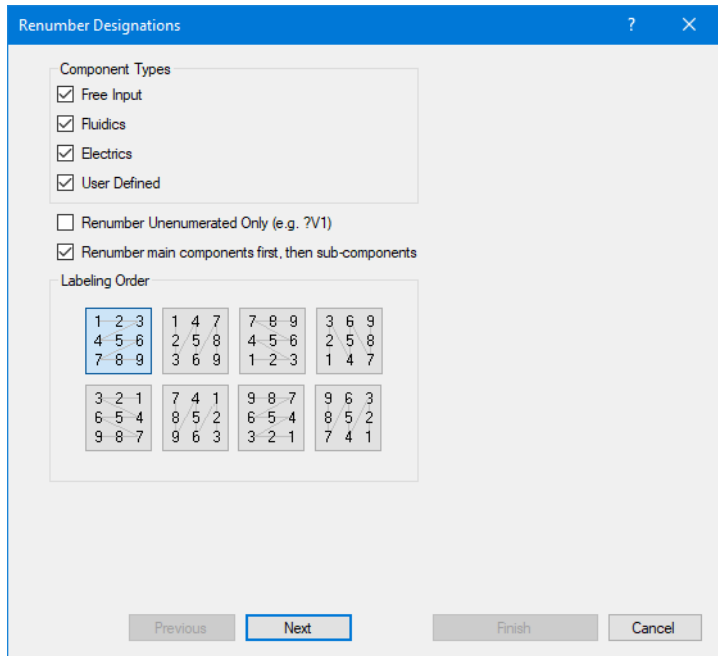 Renumber Designations ? ×
Component Types
Free Input
Fluidics
Electrics
User Defined
Renumber Unenumerated Only (e.g. ?V1)
Renumber main components first, then sub-components
Labeling Order
1 2 3 1 4 7 7 8 9 3 6 9
4 5 6 2 5 8 4 5 6 2 5 8
7 8 9 3 6 9 1 2 3 1 4 7
3 2 1 7 4 1 9 8 7 9 6 3
6 5 4 8 5 2 6 5 4 8 5 2
9 8 7 9 6 3 3 2 1 7 4 1
Previous Next Finish Cancel